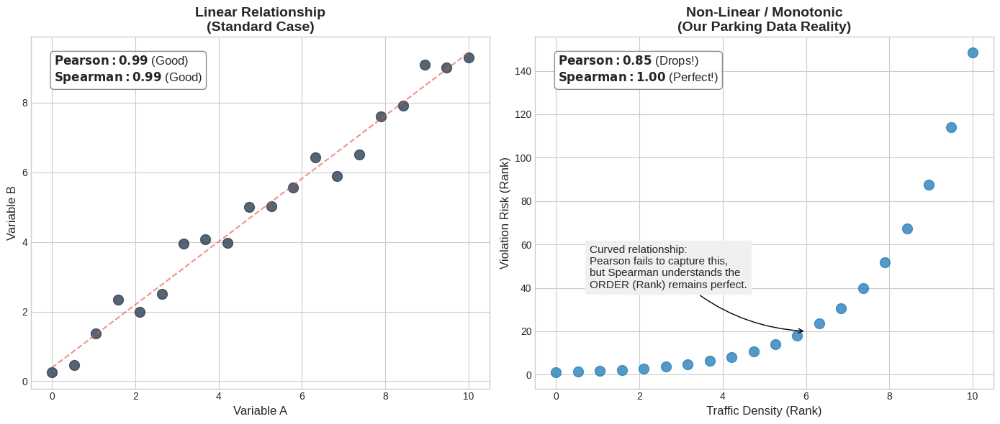 Linear Relationship
(Standard Case)
Pearson: 0.99 (Good)
Spearman: 0.99 (Good)
Variable B
8
6
4
2
0
0 2 4 6 8 10
Variable A
Non-Linear / Monotonic
(Our Parking Data Reality)
Pearson: 0.85 (Drops!)
Spearman: 1.00 (Perfect!)
Violation Risk (Rank)
140
120
100
80
60
40
20
0
Curved relationship:
Pearson fails to capture this,
but Spearman understands the
ORDER (Rank) remains perfect.
0 2 4 6 8 10
Traffic Density (Rank)